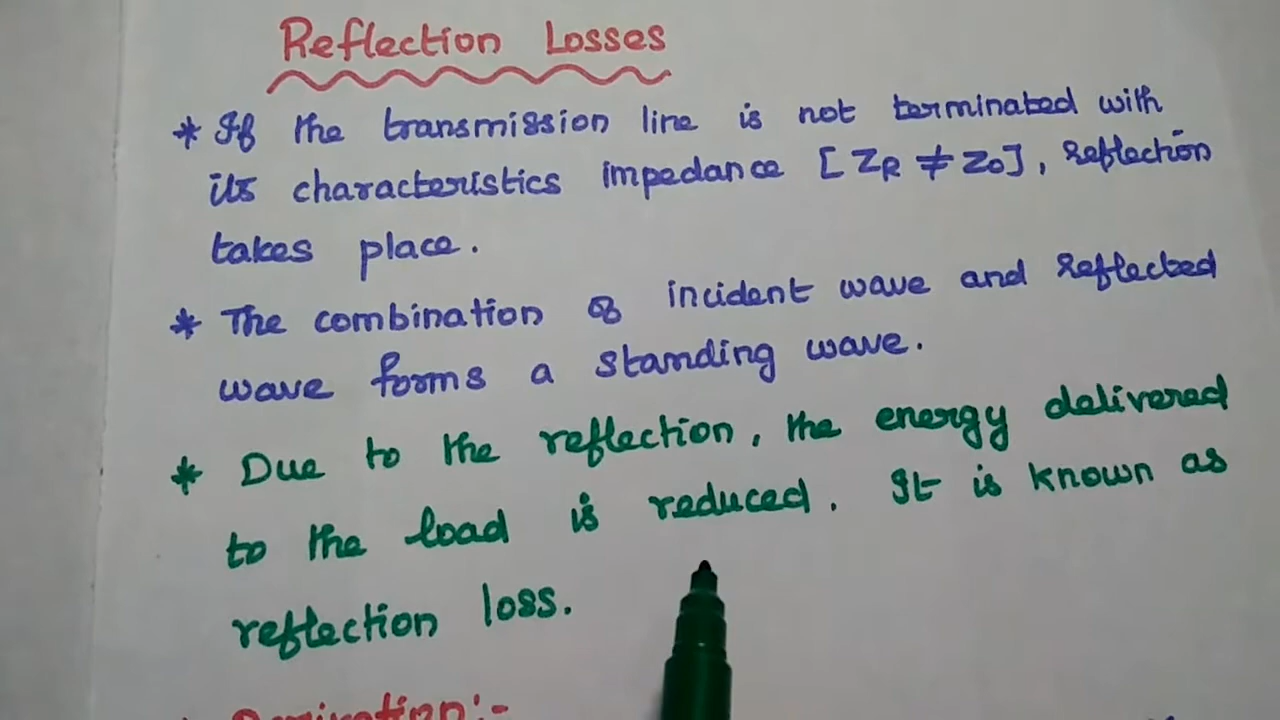 Reflection Losses
* If the transmission line is not terminated with
its characteristics impedance [ZR ≠ Z0], reflection
takes place.
* The combination of incident wave and reflected
wave forms a standing wave.
* Due to the reflection, the energy delivered
to the load is reduced. It is known as
reflection loss.
* Derivation:-